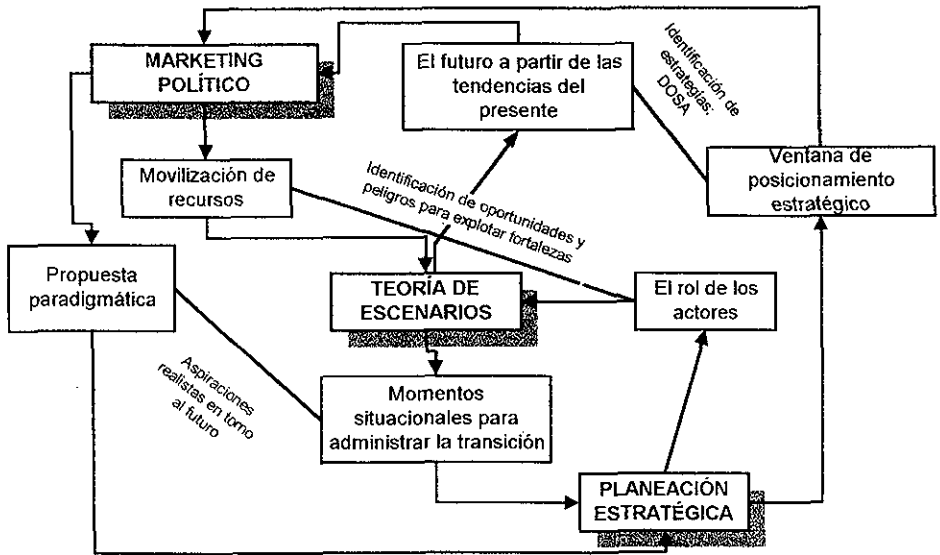 MARKETING
POLÍTICO
El futuro a partir de las
tendencias del
presente
Identificación de
estrategias:
DOSA
Ventana de
posicionamiento
estratégico
Movilización de
recursos
Identificación de oportunidades y
peligros para explotar fortalezas
Propuesta
paradigmática
TEORÍA DE
ESCENARIOS
El rol de los
actores
Aspiraciones
realistas en torno
al futuro
Momentos
situacionales para
administrar la transición
PLANEACIÓN
ESTRATÉGICA